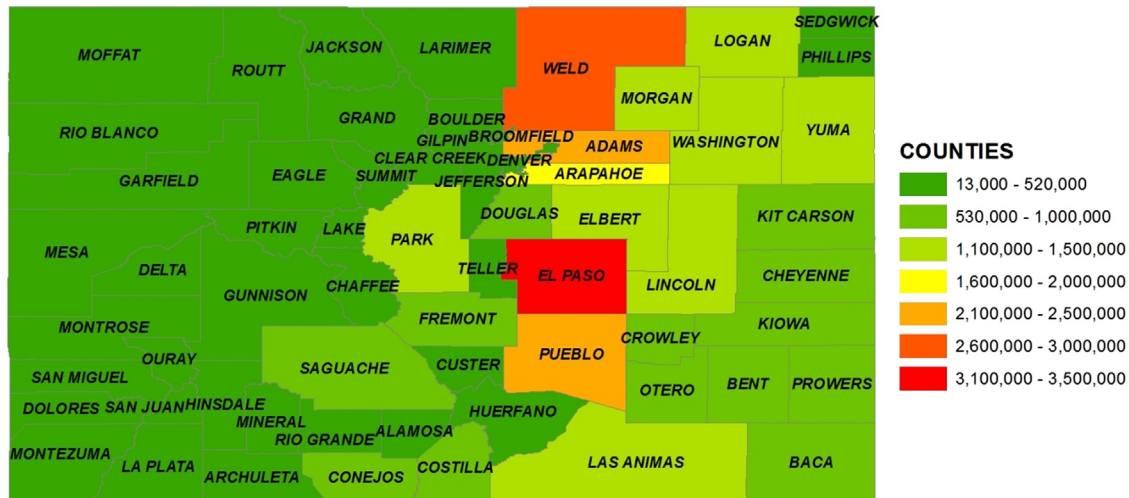 SEDGWICK
JACKSON
LARIMER
LOGAN
MOFFAT
ROUTT
WELD
PHILLIPS
MORGAN
GRAND
BOULDER
RIO BLANCO
GILPIN
BROOMFIELD
ADAMS
WASHINGTON
YUMA
CLEAR CREEK
DENVER
GARFIELD
EAGLE
SUMMIT
JEFFERSON
ARAPAHOE
PITKIN
LAKE
PARK
DOUGLAS
ELBERT
KIT CARSON
MESA
DELTA
GUNNISON
CHAFFEE
TELLER
EL PASO
LINCOLN
CHEYENNE
MONTROSE
FREMONT
CROWLEY
KIOWA
OURAY
SAGUACHE
CUSTER
PUEBLO
SAN MIGUEL
OTERO
BENT
PROWERS
DOLORES
SAN JUAN
HINSDALE
MINERAL
RIO GRANDE
ALAMOSA
HUERFANO
MONTEZUMA
LA PLATA
ARCHULETA
CONEJOS
COSTILLA
LAS ANIMAS
BACA
COUNTIES
13,000 - 520,000
530,000 - 1,000,000
1,100,000 - 1,500,000
1,600,000 - 2,000,000
2,100,000 - 2,500,000
2,600,000 - 3,000,000
3,100,000 - 3,500,000